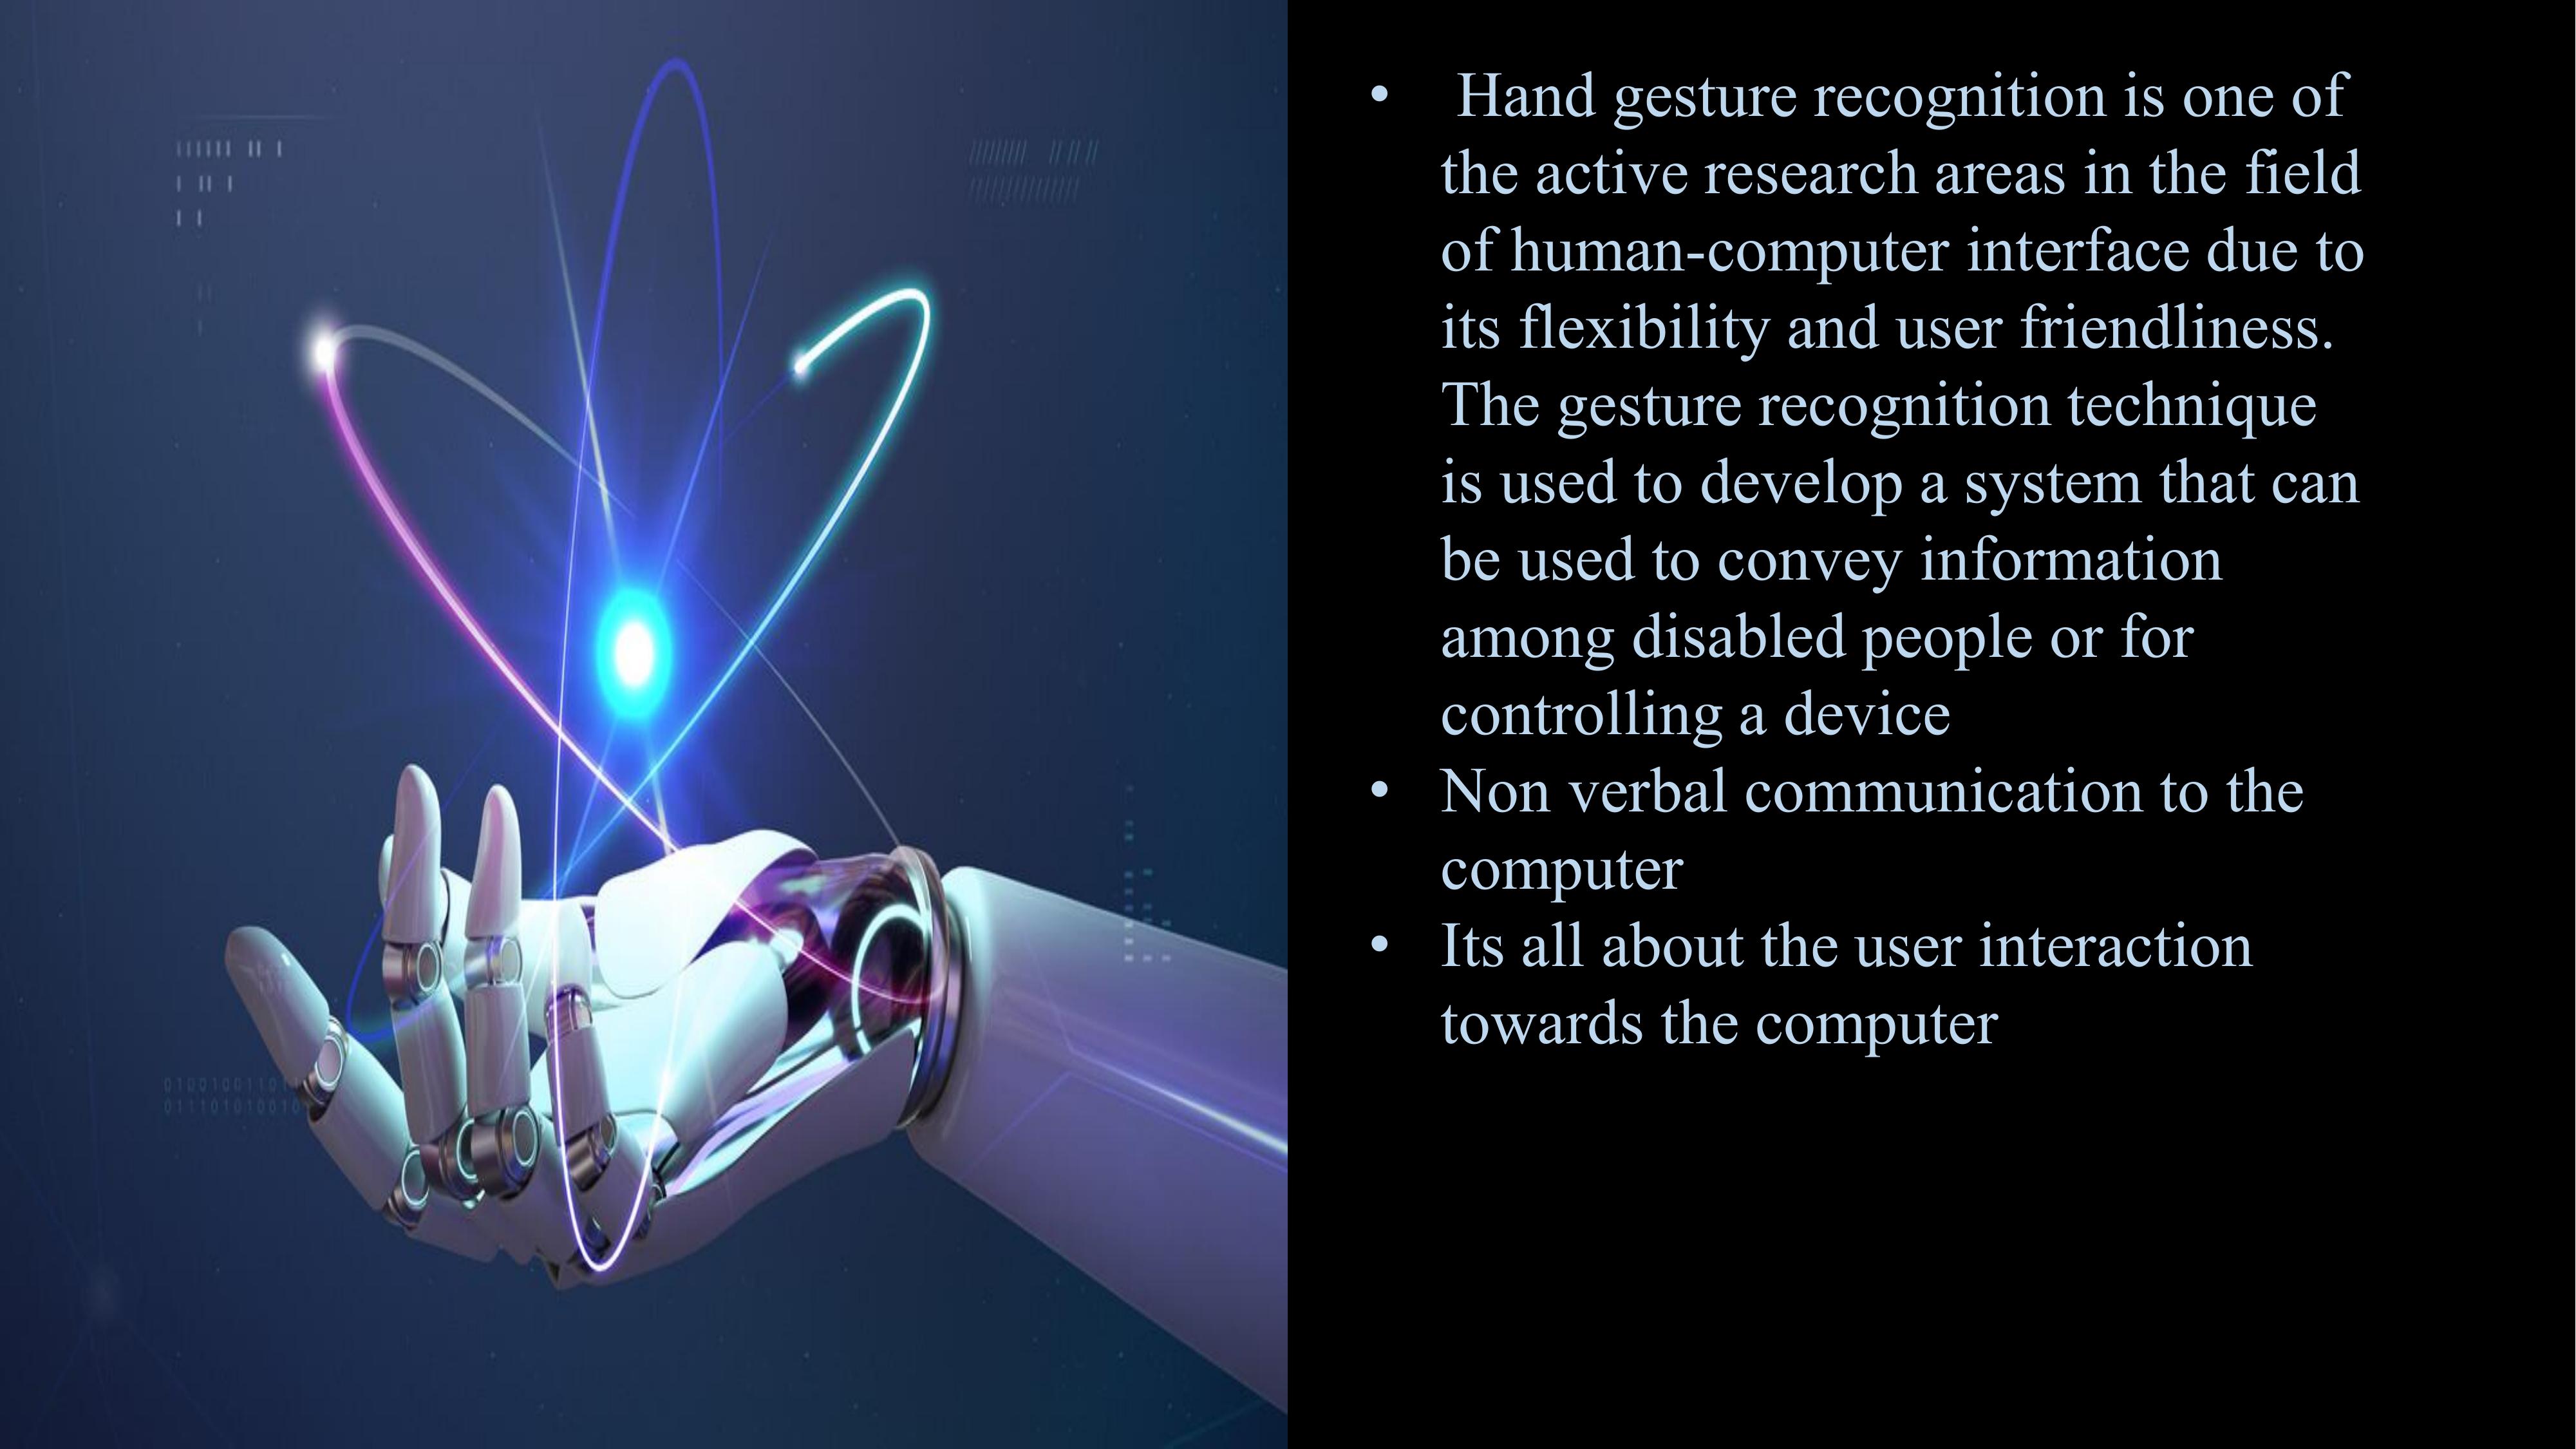 • Hand gesture recognition is one of
the active research areas in the field
of human-computer interface due to
its flexibility and user friendliness.
The gesture recognition technique
is used to develop a system that can
be used to convey information
among disabled people or for
controlling a device
• Non verbal communication to the
computer
• Its all about the user interaction
towards the computer